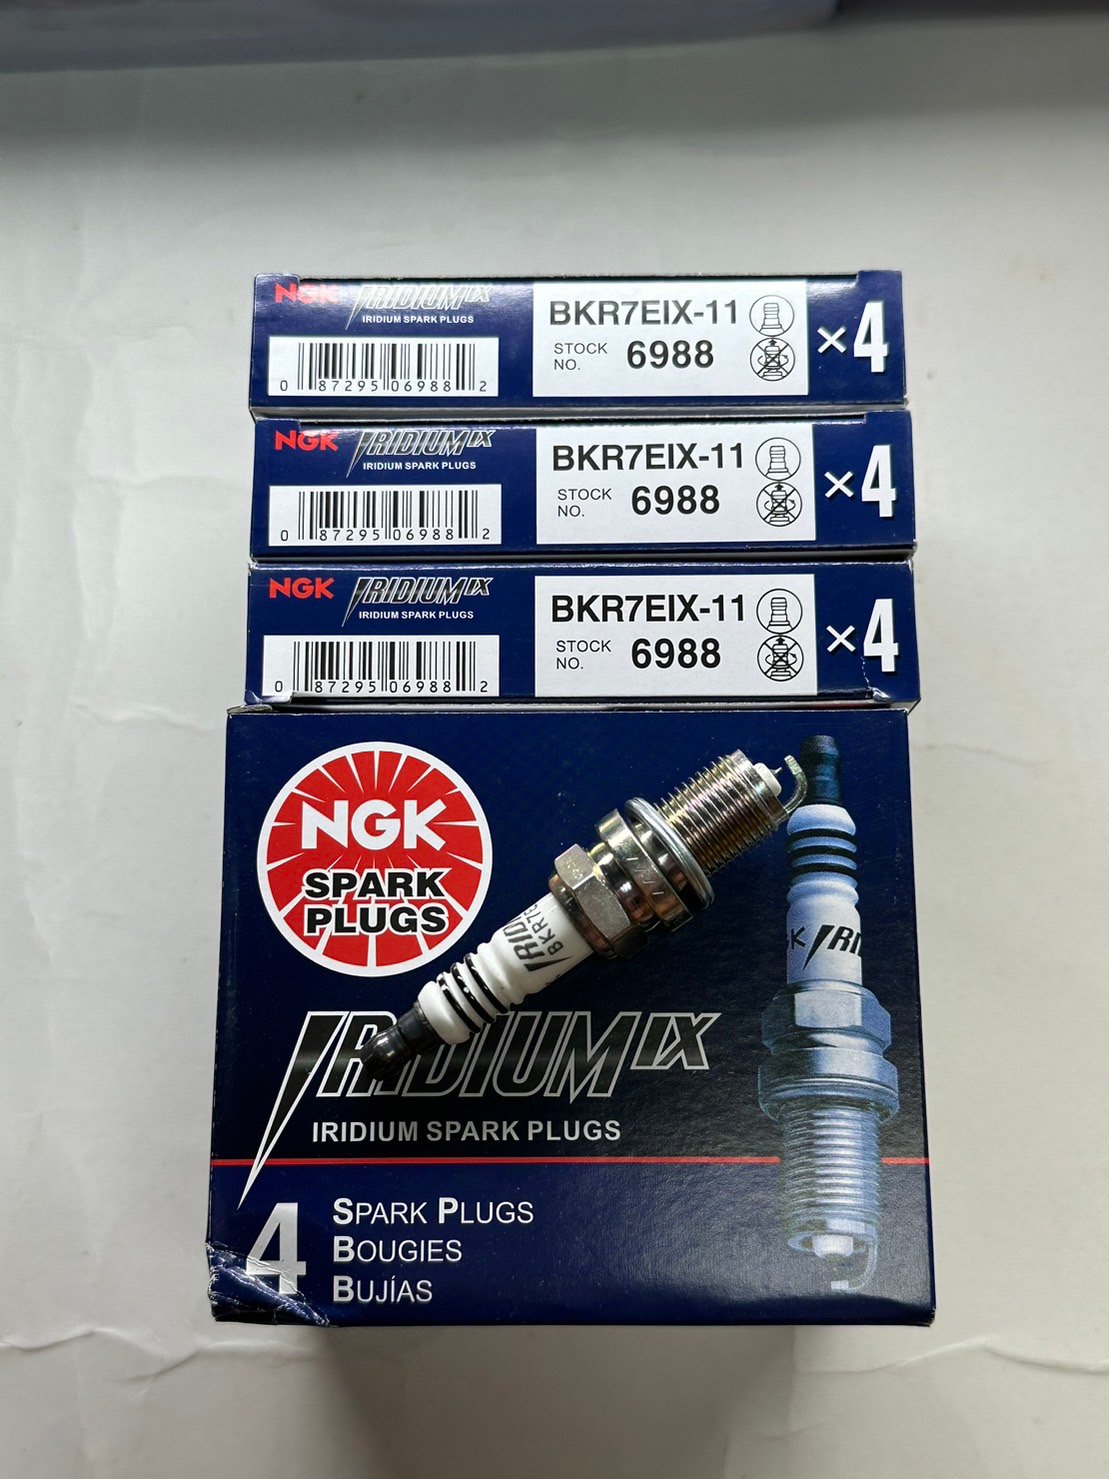 NGK IRIDIUM IX
IRIDIUM SPARK PLUGS
0 87295 06988 2
BKR7EIX-11
STOCK NO. 6988
×4
NGK IRIDIUM IX
IRIDIUM SPARK PLUGS
0 87295 06988 2
BKR7EIX-11
STOCK NO. 6988
×4
NGK IRIDIUM IX
IRIDIUM SPARK PLUGS
0 87295 06988 2
BKR7EIX-11
STOCK NO. 6988
×4
NGK
SPARK
PLUGS
IRIDIUM IX
IRIDIUM SPARK PLUGS
4
SPARK PLUGS
BOUGIES
BUJÍAS